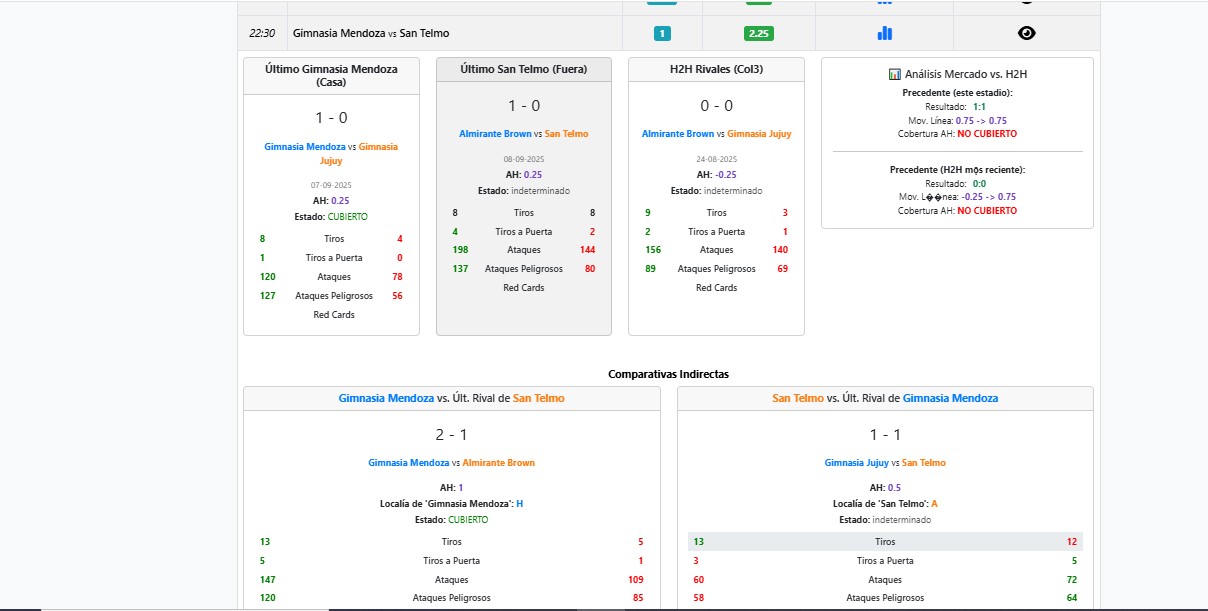 22:30 Gimnasia Mendoza vs San Telmo 1 2.25
Último Gimnasia Mendoza
(Casa)
1 - 0
Gimnasia Mendoza vs Gimnasia
Jujuy
07-09-2025
AH: 0.25
Estado: CUBIERTO
8 Tiros 4
1 Tiros a Puerta 0
120 Ataques 78
127 Ataques Peligrosos 56
Red Cards
Último San Telmo (Fuera)
1 - 0
Almirante Brown vs San Telmo
08-09-2025
AH: 0.25
Estado: indeterminado
8 Tiros 8
4 Tiros a Puerta 2
198 Ataques 144
137 Ataques Peligrosos 80
Red Cards
H2H Rivales (Col3)
0 - 0
Almirante Brown vs Gimnasia Jujuy
24-08-2025
AH: -0.25
Estado: indeterminado
9 Tiros 3
2 Tiros a Puerta 1
156 Ataques 140
89 Ataques Peligrosos 69
Red Cards
Análisis Mercado vs. H2H
Precedente (este estadio):
Resultado: 1:1
Mov. Línea: 0.75 -> 0.75
Cobertura AH: NO CUBIERTO
Precedente (H2H mọs reciente):
Resultado: 0:0
Mov. L��nea: -0.25 -> 0.75
Cobertura AH: NO CUBIERTO
Comparativas Indirectas
Gimnasia Mendoza vs. Últ. Rival de San Telmo
2 - 1
Gimnasia Mendoza vs Almirante Brown
AH: 1
Localía de 'Gimnasia Mendoza': H
Estado: CUBIERTO
13 Tiros 5
5 Tiros a Puerta 1
147 Ataques 109
120 Ataques Peligrosos 85
San Telmo vs. Últ. Rival de Gimnasia Mendoza
1 - 1
Gimnasia Jujuy vs San Telmo
AH: 0.5
Localía de 'San Telmo': A
Estado: indeterminado
13 Tiros 12
3 Tiros a Puerta 5
60 Ataques 72
58 Ataques Peligrosos 64